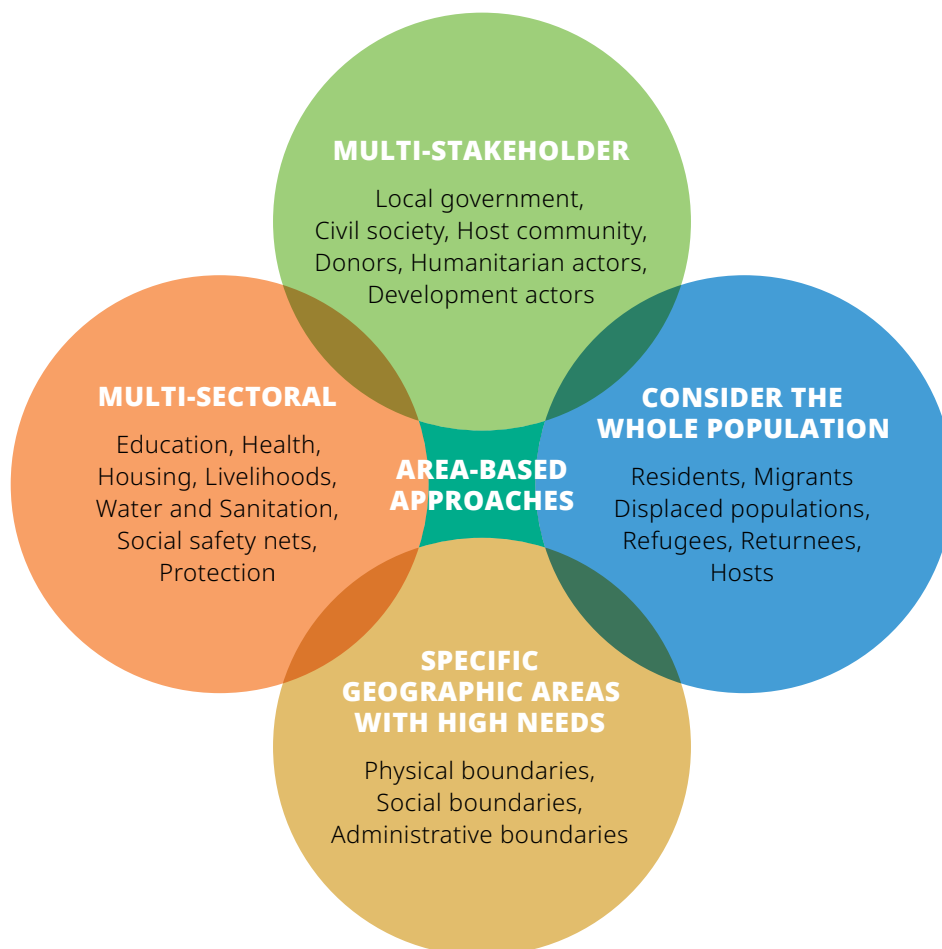 MULTI-STAKEHOLDER
Local government,
Civil society, Host community,
Donors, Humanitarian actors,
Development actors
MULTI-SECTORAL
Education, Health,
Housing, Livelihoods,
Water and Sanitation,
Social safety nets,
Protection
AREA-BASED
APPROACHES
CONSIDER THE
WHOLE POPULATION
Residents, Migrants
Displaced populations,
Refugees, Returnees,
Hosts
SPECIFIC
GEOGRAPHIC AREAS
WITH HIGH NEEDS
Physical boundaries,
Social boundaries,
Administrative boundaries